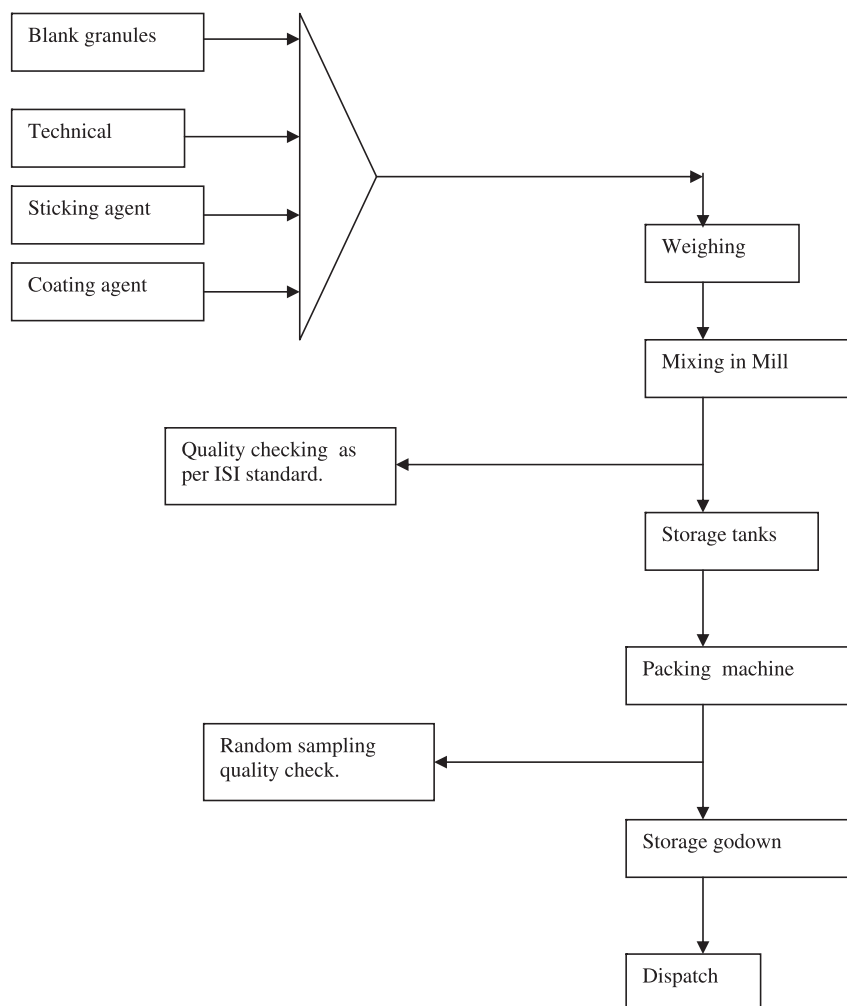 Blank granules
Technical
Sticking agent
Coating agent
Weighing
Mixing in Mill
Quality checking as
per ISI standard.
Storage tanks
Packing machine
Random sampling
quality check.
Storage godown
Dispatch